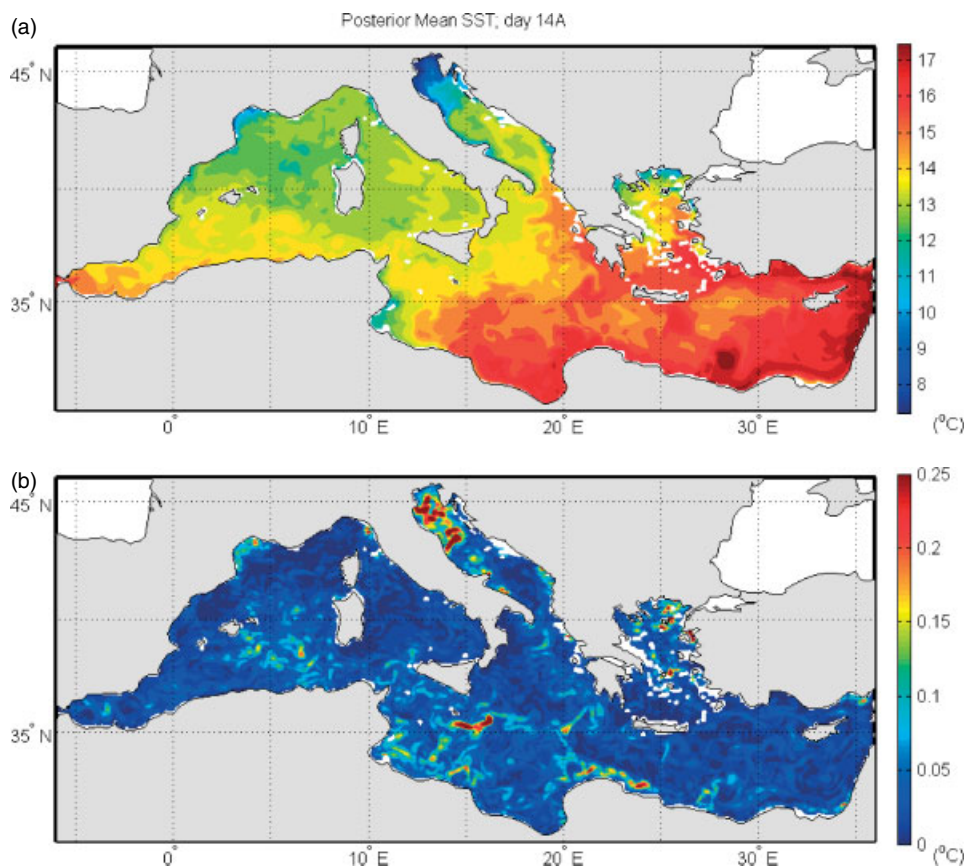 Posterior Mean SST; day 14A
(a)
45° N
35° N
0°
10° E
20° E
30° E
17
16
15
14
13
12
11
10
9
8
(°C)
(b)
45° N
35° N
0°
10° E
20° E
30° E
0.25
0.2
0.15
0.1
0.05
0
(°C)